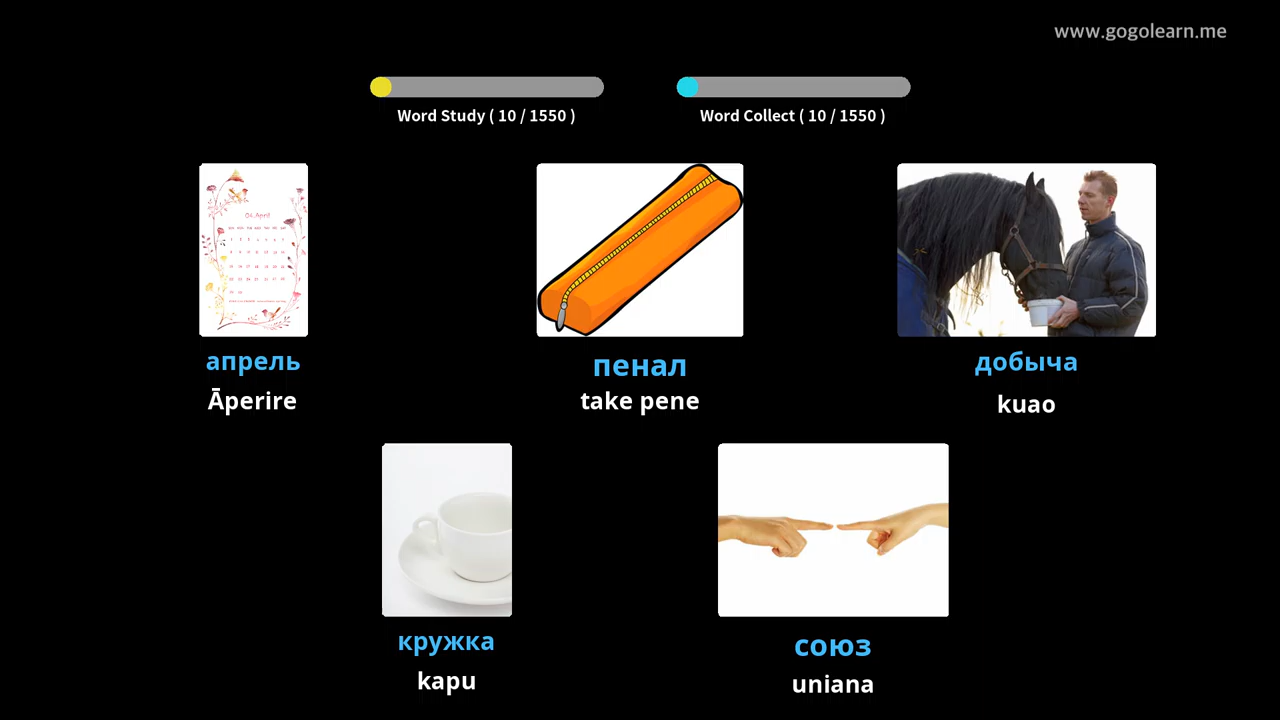 www.gogolearn.me
Word Study ( 10 / 1550 )
Word Collect ( 10 / 1550 )
апрель
Āperire
пенал
take pene
добыча
kuao
кружка
kapu
союз
uniana